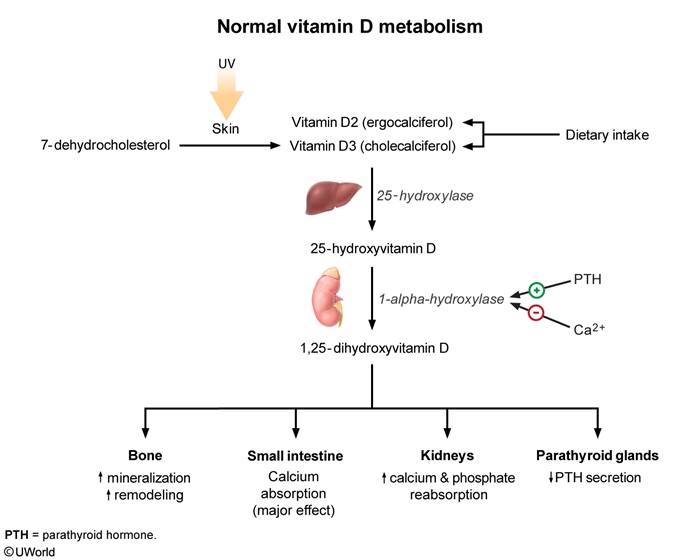 Normal vitamin D metabolism
UV
Skin
7-dehydrocholesterol
Vitamin D2 (ergocalciferol)
Vitamin D3 (cholecalciferol)
Dietary intake
25-hydroxylase
25-hydroxyvitamin D
1-alpha-hydroxylase
+
PTH
−
Ca²⁺
1,25-dihydroxyvitamin D
Bone
↑ mineralization
↑ remodeling
Small intestine
Calcium
absorption
(major effect)
Kidneys
↑ calcium & phosphate
reabsorption
Parathyroid glands
↓PTH secretion
PTH = parathyroid hormone.
©UWorld